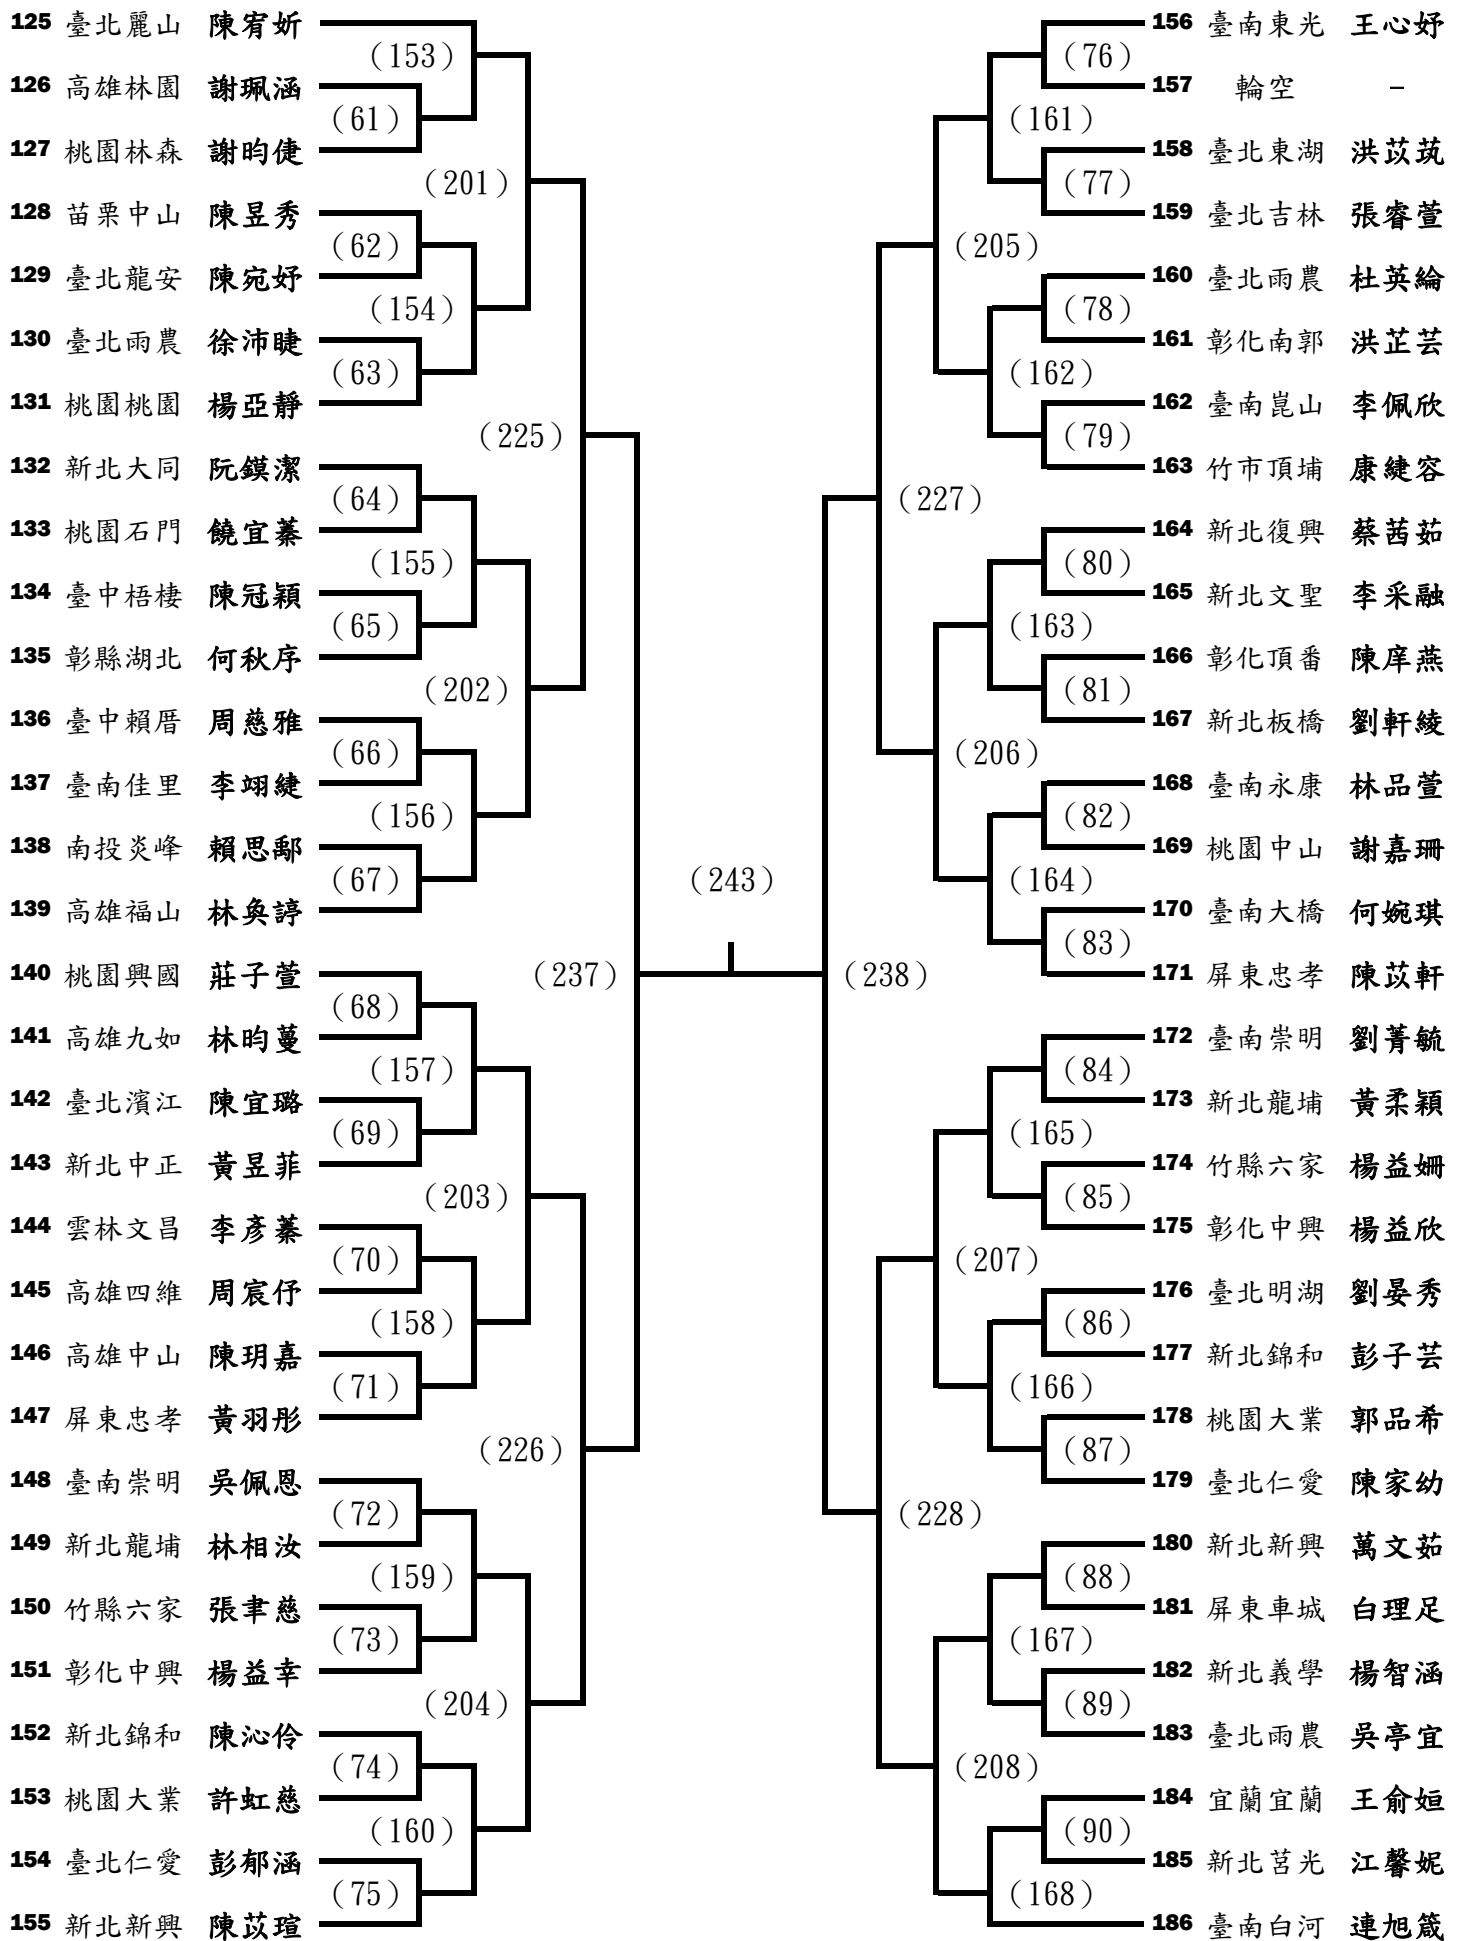 125 臺北麗山 陳宥妡
(153)
126 高雄林園 謝珮涵
(61)
127 桃園林森 謝昀倢
(201)
128 苗栗中山 陳昱秀
(62)
129 臺北龍安 陳宛妤
(154)
130 臺北雨農 徐沛睫
(63)
131 桃園桃園 楊亞靜
(225)
132 新北大同 阮鏌潔
(64)
133 桃園石門 饒宜蓁
(155)
134 臺中梧棲 陳冠穎
(65)
135 彰縣湖北 何秋序
(202)
136 臺中賴厝 周慈雅
(66)
137 臺南佳里 李翊緁
(156)
138 南投炎峰 賴思鄢
(67)
139 高雄福山 林奐諄
(237)
140 桃園興國 莊子萱
(68)
141 高雄九如 林昀蔓
(157)
142 臺北濱江 陳宜璐
(69)
143 新北中正 黃昱菲
(203)
144 雲林文昌 李彥蓁
(70)
145 高雄四維 周宸伃
(158)
146 高雄中山 陳玥嘉
(71)
147 屏東忠孝 黃羽彤
(226)
148 臺南崇明 吳佩恩
(72)
149 新北龍埔 林相汝
(159)
150 竹縣六家 張聿慈
(73)
151 彰化中興 楊益幸
(204)
152 新北錦和 陳沁伶
(74)
153 桃園大業 許虹慈
(160)
154 臺北仁愛 彭郁涵
(75)
155 新北新興 陳苡瑄
(243)
156 臺南東光 王心妤
(76)
157 輪空 -
(161)
158 臺北東湖 洪苡芃
(77)
159 臺北吉林 張睿萱
(205)
160 臺北雨農 杜英綸
(78)
161 彰化南郭 洪芷芸
(162)
162 臺南崑山 李佩欣
(79)
163 竹市頂埔 康緁容
(227)
164 新北復興 蔡茜茹
(80)
165 新北文聖 李采融
(163)
166 彰化頂番 陳庠燕
(81)
167 新北板橋 劉軒綾
(206)
168 臺南永康 林品萱
(82)
169 桃園中山 謝嘉珊
(164)
170 臺南大橋 何婉琪
(83)
171 屏東忠孝 陳苡軒
(238)
172 臺南崇明 劉菁毓
(84)
173 新北龍埔 黃柔穎
(165)
174 竹縣六家 楊益姍
(85)
175 彰化中興 楊益欣
(207)
176 臺北明湖 劉晏秀
(86)
177 新北錦和 彭子芸
(166)
178 桃園大業 郭品希
(87)
179 臺北仁愛 陳家幼
(228)
180 新北新興 萬文茹
(88)
181 屏東車城 白理足
(167)
182 新北義學 楊智涵
(89)
183 臺北雨農 吳亭宜
(208)
184 宜蘭宜蘭 王俞姮
(90)
185 新北莒光 江馨妮
(168)
186 臺南白河 連旭箴